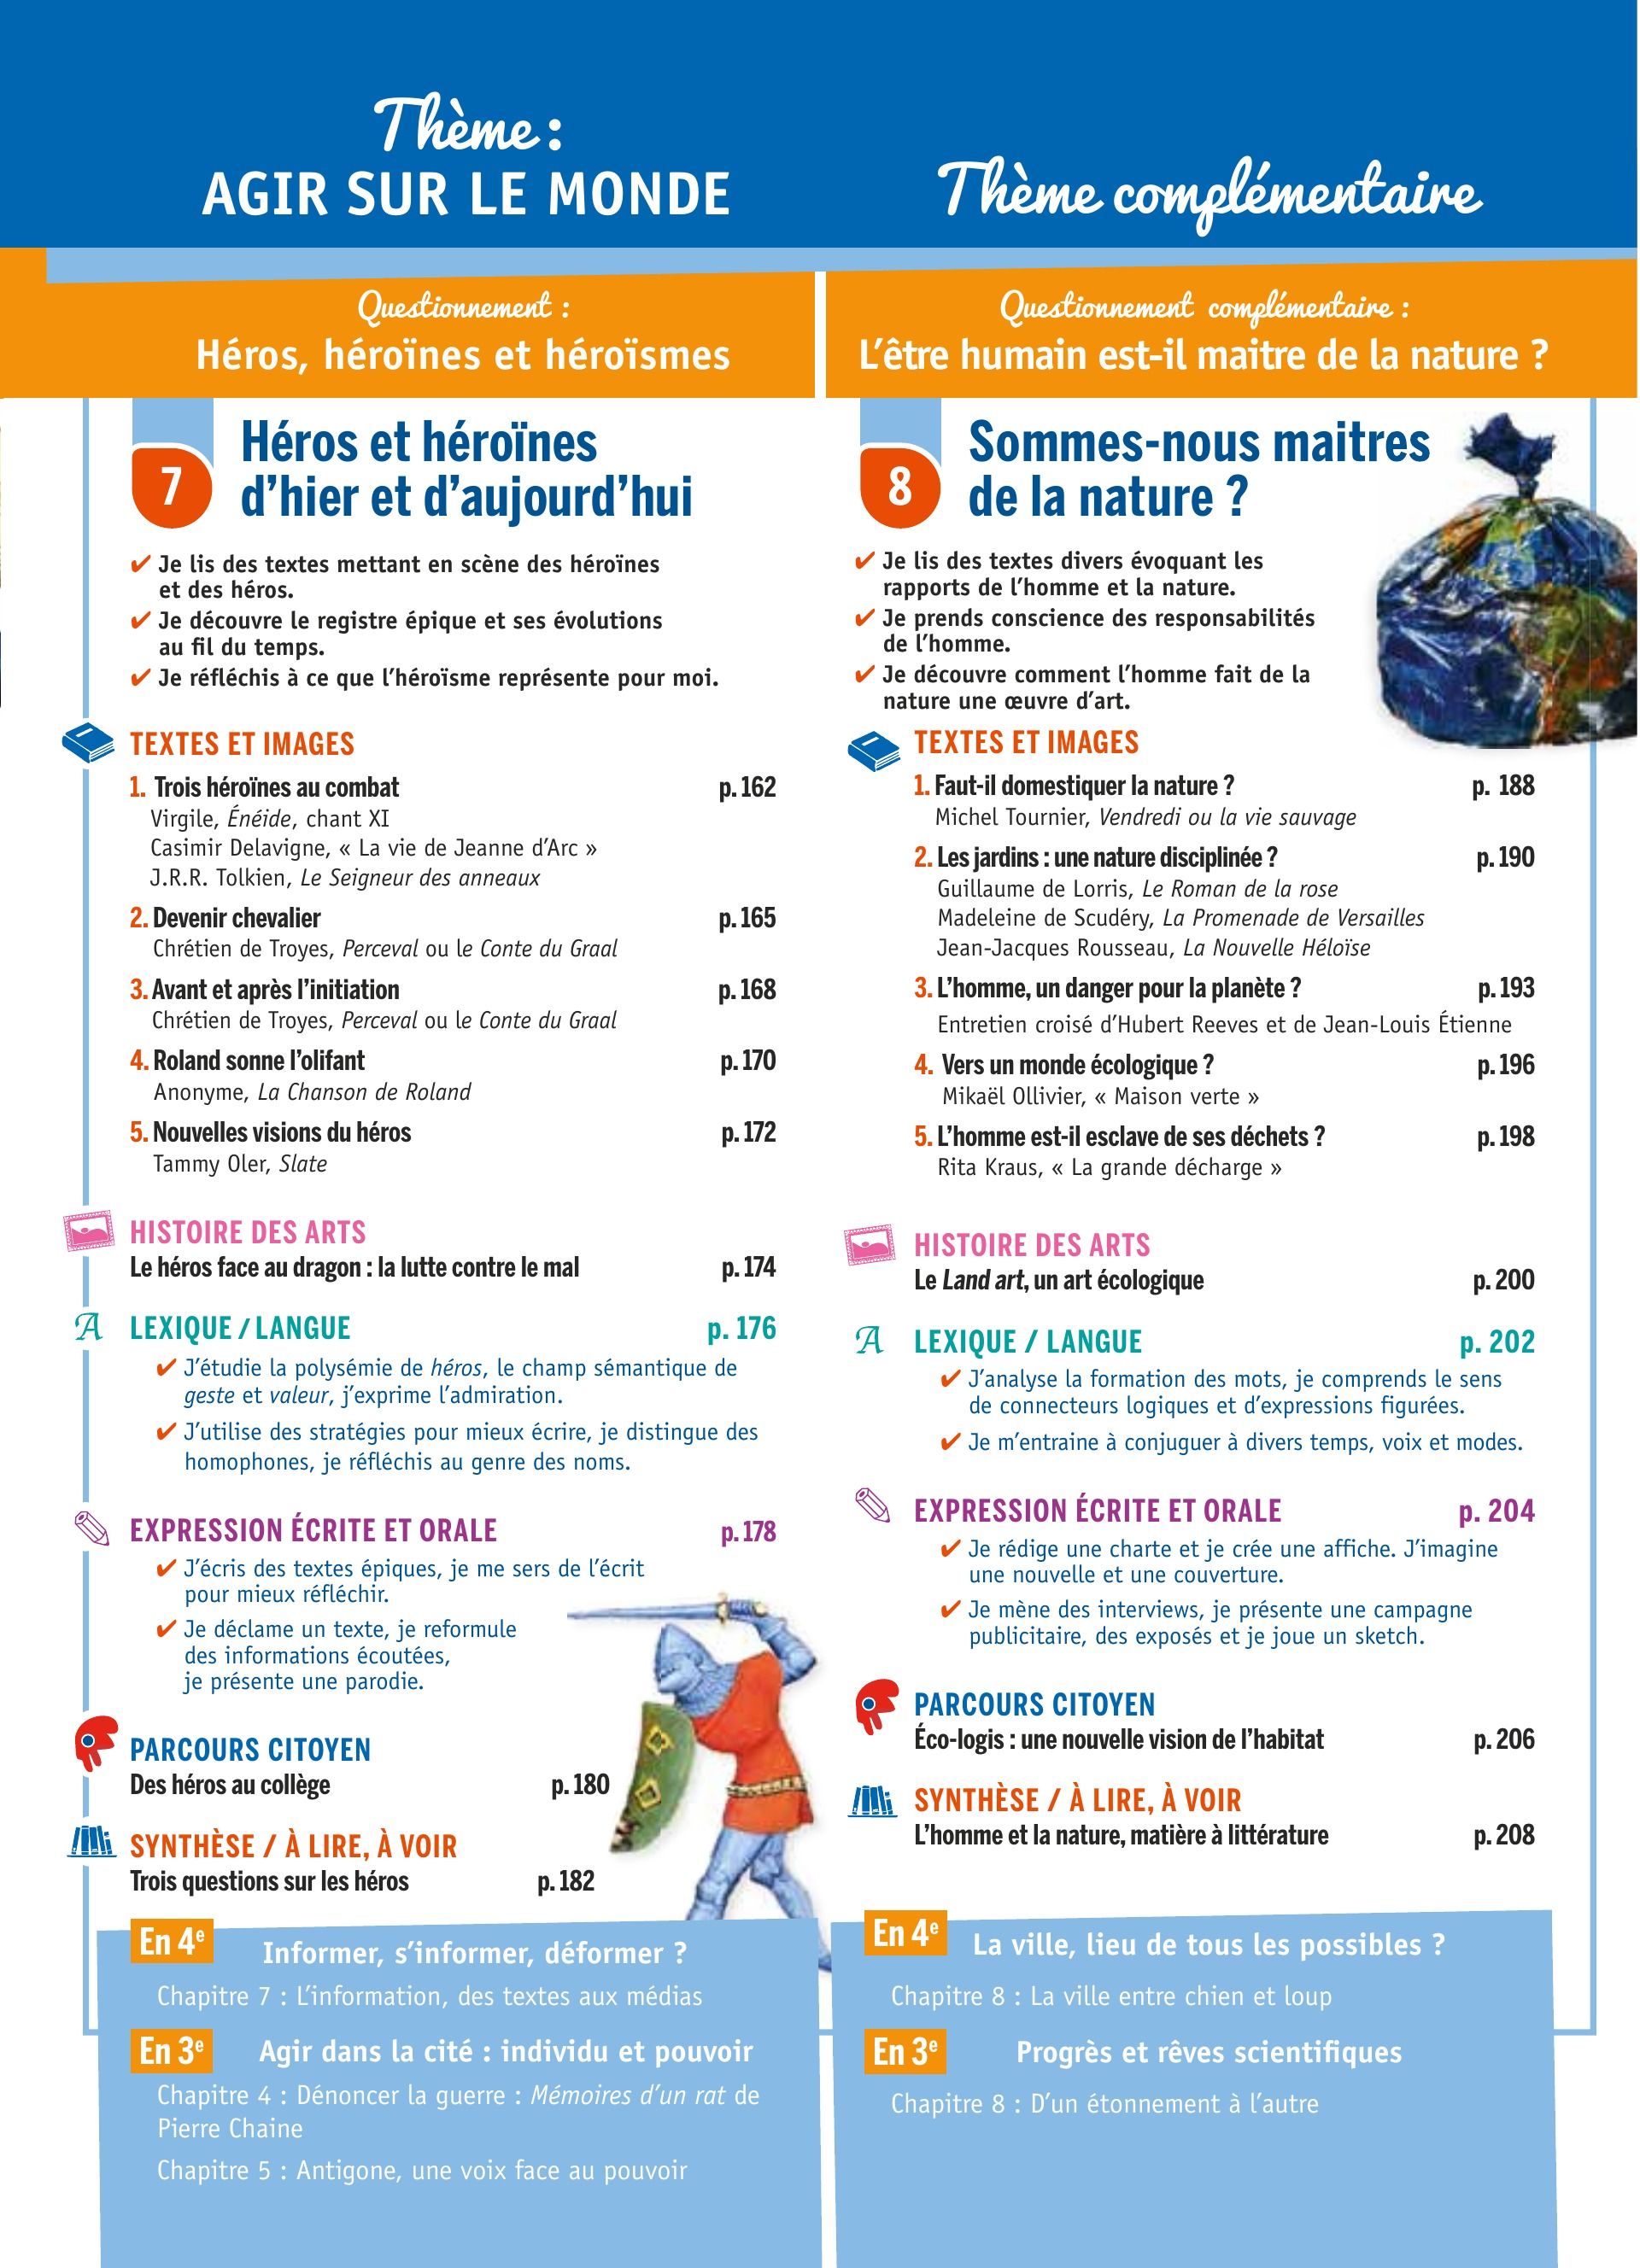 Thème :
AGIR SUR LE MONDE
Questionnement :
Héros, héroïnes et héroïsmes
7
Héros et héroïnes
d’hier et d’aujourd’hui
✔ Je lis des textes mettant en scène des héroïnes
et des héros.
✔ Je découvre le registre épique et ses évolutions
au fil du temps.
✔ Je réfléchis à ce que l’héroïsme représente pour moi.
TEXTES ET IMAGES
1. Trois héroïnes au combat p. 162
Virgile, Énéide, chant XI
Casimir Delavigne, « La vie de Jeanne d’Arc »
J.R.R. Tolkien, Le Seigneur des anneaux
2. Devenir chevalier p. 165
Chrétien de Troyes, Perceval ou le Conte du Graal
3. Avant et après l’initiation p. 168
Chrétien de Troyes, Perceval ou le Conte du Graal
4. Roland sonne l’olifant p. 170
Anonyme, La Chanson de Roland
5. Nouvelles visions du héros p. 172
Tammy Oler, Slate
HISTOIRE DES ARTS
Le héros face au dragon : la lutte contre le mal p. 174
A LEXIQUE / LANGUE p. 176
✔ J’étudie la polysémie de héros, le champ sémantique de
geste et valeur, j’exprime l’admiration.
✔ J’utilise des stratégies pour mieux écrire, je distingue des
homophones, je réfléchis au genre des noms.
EXPRESSION ÉCRITE ET ORALE p. 178
✔ J’écris des textes épiques, je me sers de l’écrit
pour mieux réfléchir.
✔ Je déclame un texte, je reformule
des informations écoutées,
je présente une parodie.
PARCOURS CITOYEN
Des héros au collège p. 180
SYNTHÈSE / À LIRE, À VOIR
Trois questions sur les héros p. 182
En 4e Informer, s’informer, déformer ?
Chapitre 7 : L’information, des textes aux médias
En 3e Agir dans la cité : individu et pouvoir
Chapitre 4 : Dénoncer la guerre : Mémoires d’un rat de
Pierre Chaine
Chapitre 5 : Antigone, une voix face au pouvoir
Thème complémentaire
Questionnement complémentaire :
L’être humain est-il maitre de la nature ?
8
Sommes-nous maitres
de la nature ?
✔ Je lis des textes divers évoquant les
rapports de l’homme et la nature.
✔ Je prends conscience des responsabilités
de l’homme.
✔ Je découvre comment l’homme fait de la
nature une œuvre d’art.
TEXTES ET IMAGES
1. Faut-il domestiquer la nature ? p. 188
Michel Tournier, Vendredi ou la vie sauvage
2. Les jardins : une nature disciplinée ? p. 190
Guillaume de Lorris, Le Roman de la rose
Madeleine de Scudéry, La Promenade de Versailles
Jean-Jacques Rousseau, La Nouvelle Héloïse
3. L’homme, un danger pour la planète ? p. 193
Entretien croisé d’Hubert Reeves et de Jean-Louis Étienne
4. Vers un monde écologique ? p. 196
Mikaël Ollivier, « Maison verte »
5. L’homme est-il esclave de ses déchets ? p. 198
Rita Kraus, « La grande décharge »
HISTOIRE DES ARTS
Le Land art, un art écologique p. 200
A LEXIQUE / LANGUE p. 202
✔ J’analyse la formation des mots, je comprends le sens
de connecteurs logiques et d’expressions figurées.
✔ Je m’entraine à conjuguer à divers temps, voix et modes.
EXPRESSION ÉCRITE ET ORALE p. 204
✔ Je rédige une charte et je crée une affiche. J’imagine
une nouvelle et une couverture.
✔ Je mène des interviews, je présente une campagne
publicitaire, des exposés et je joue un sketch.
PARCOURS CITOYEN
Éco-logis : une nouvelle vision de l’habitat p. 206
SYNTHÈSE / À LIRE, À VOIR
L’homme et la nature, matière à littérature p. 208
En 4e La ville, lieu de tous les possibles ?
Chapitre 8 : La ville entre chien et loup
En 3e Progrès et rêves scientifiques
Chapitre 8 : D’un étonnement à l’autre